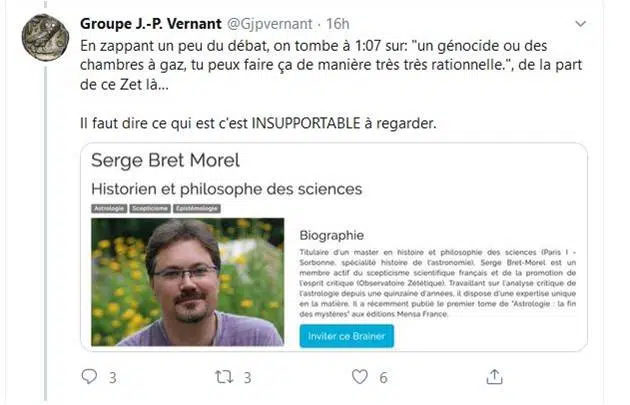 Groupe J.-P. Vernant @Gjpvernant · 16h
En zappant un peu du débat, on tombe à 1:07 sur: "un génocide ou des
chambres à gaz, tu peux faire ça de manière très très rationnelle.", de la part
de ce Zet là...
Il faut dire ce qui est c'est INSUPPORTABLE à regarder.
Serge Bret Morel
Historien et philosophe des sciences
Astrologie Scepticisme Epistémologie
Biographie
Titulaire d'un master en histoire et philosophie des sciences (Paris I -
Sorbonne, spécialité histoire de l'astronomie), Serge Bret-Morel est un
membre actif du scepticisme scientifique français et de la promotion de
l'esprit critique (Observatoire Zététique). Travaillant sur l'analyse critique de
l'astrologie depuis une quinzaine d'années, il dispose d'une expertise unique
en la matière. Il a récemment publié le premier tome de "Astrologie : la fin
des mystères" aux éditions Mensa France.
Inviter ce Brainer
3 3 6